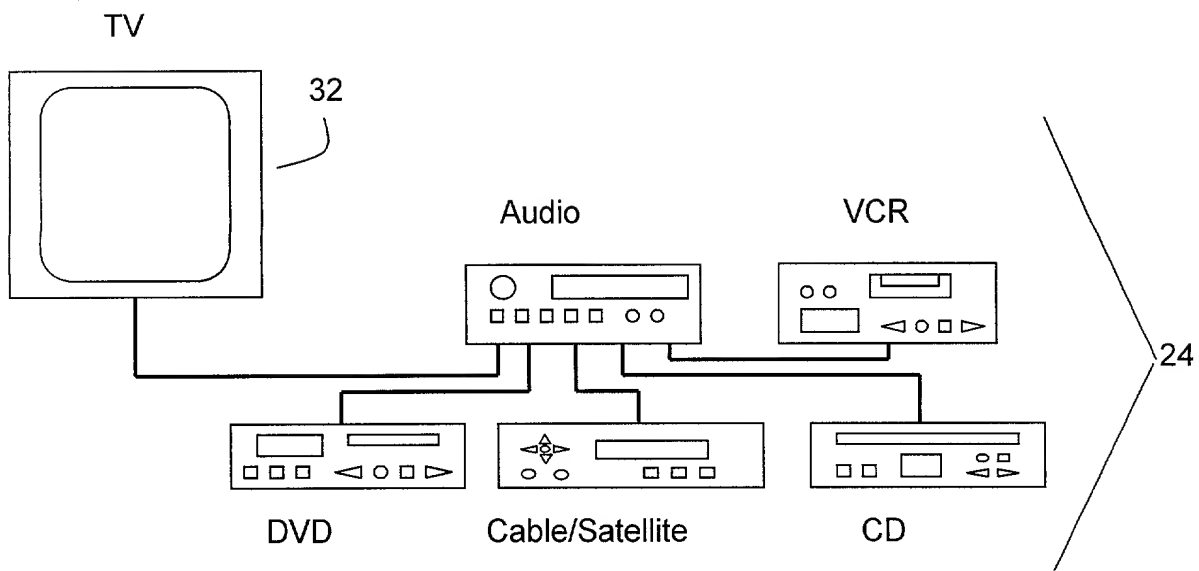 TV
32
Audio
VCR
24
DVD
Cable/Satellite
CD